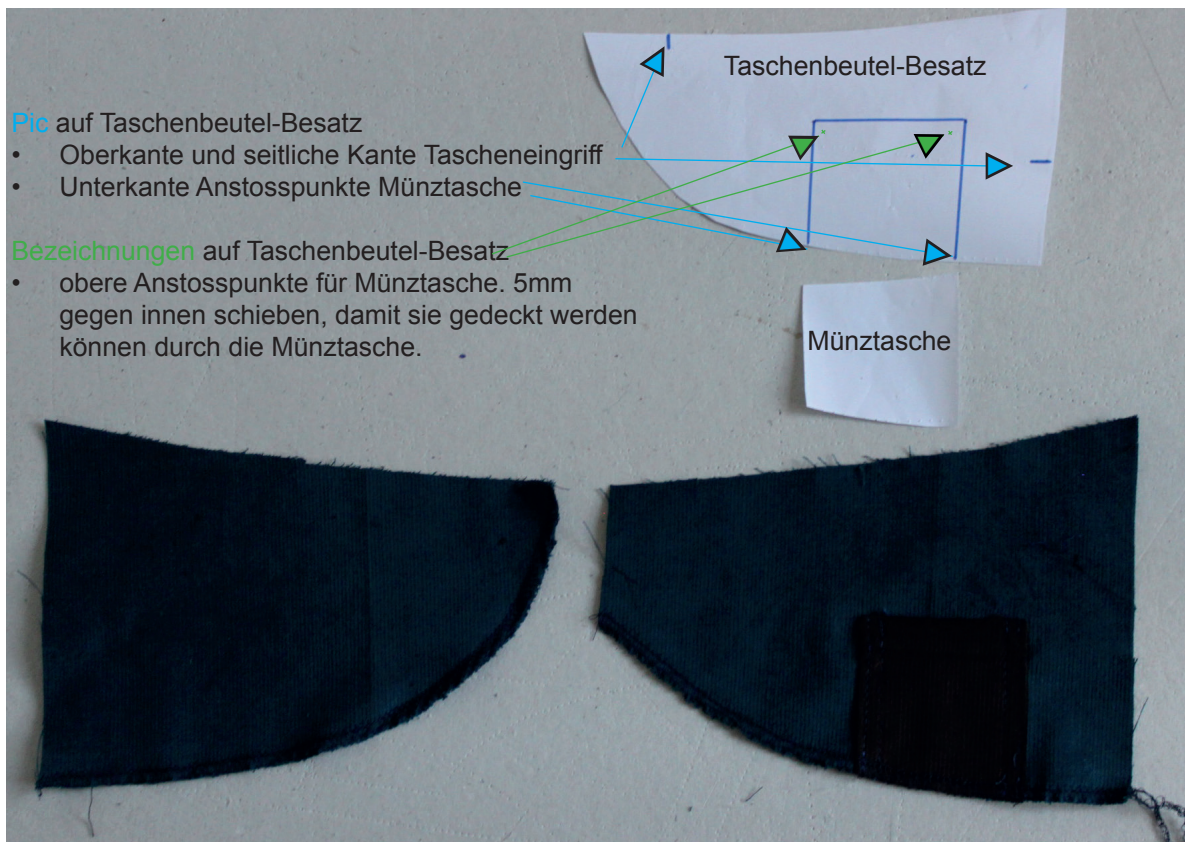 Taschenbeutel-Besatz
Pic auf Taschenbeutel-Besatz
• Oberkante und seitliche Kante Tascheneingriff
• Unterkante Anstosspunkte Münztasche
Bezeichnungen auf Taschenbeutel-Besatz
• obere Anstosspunkte für Münztasche. 5mm
gegen innen schieben, damit sie gedeckt werden
können durch die Münztasche.
Münztasche